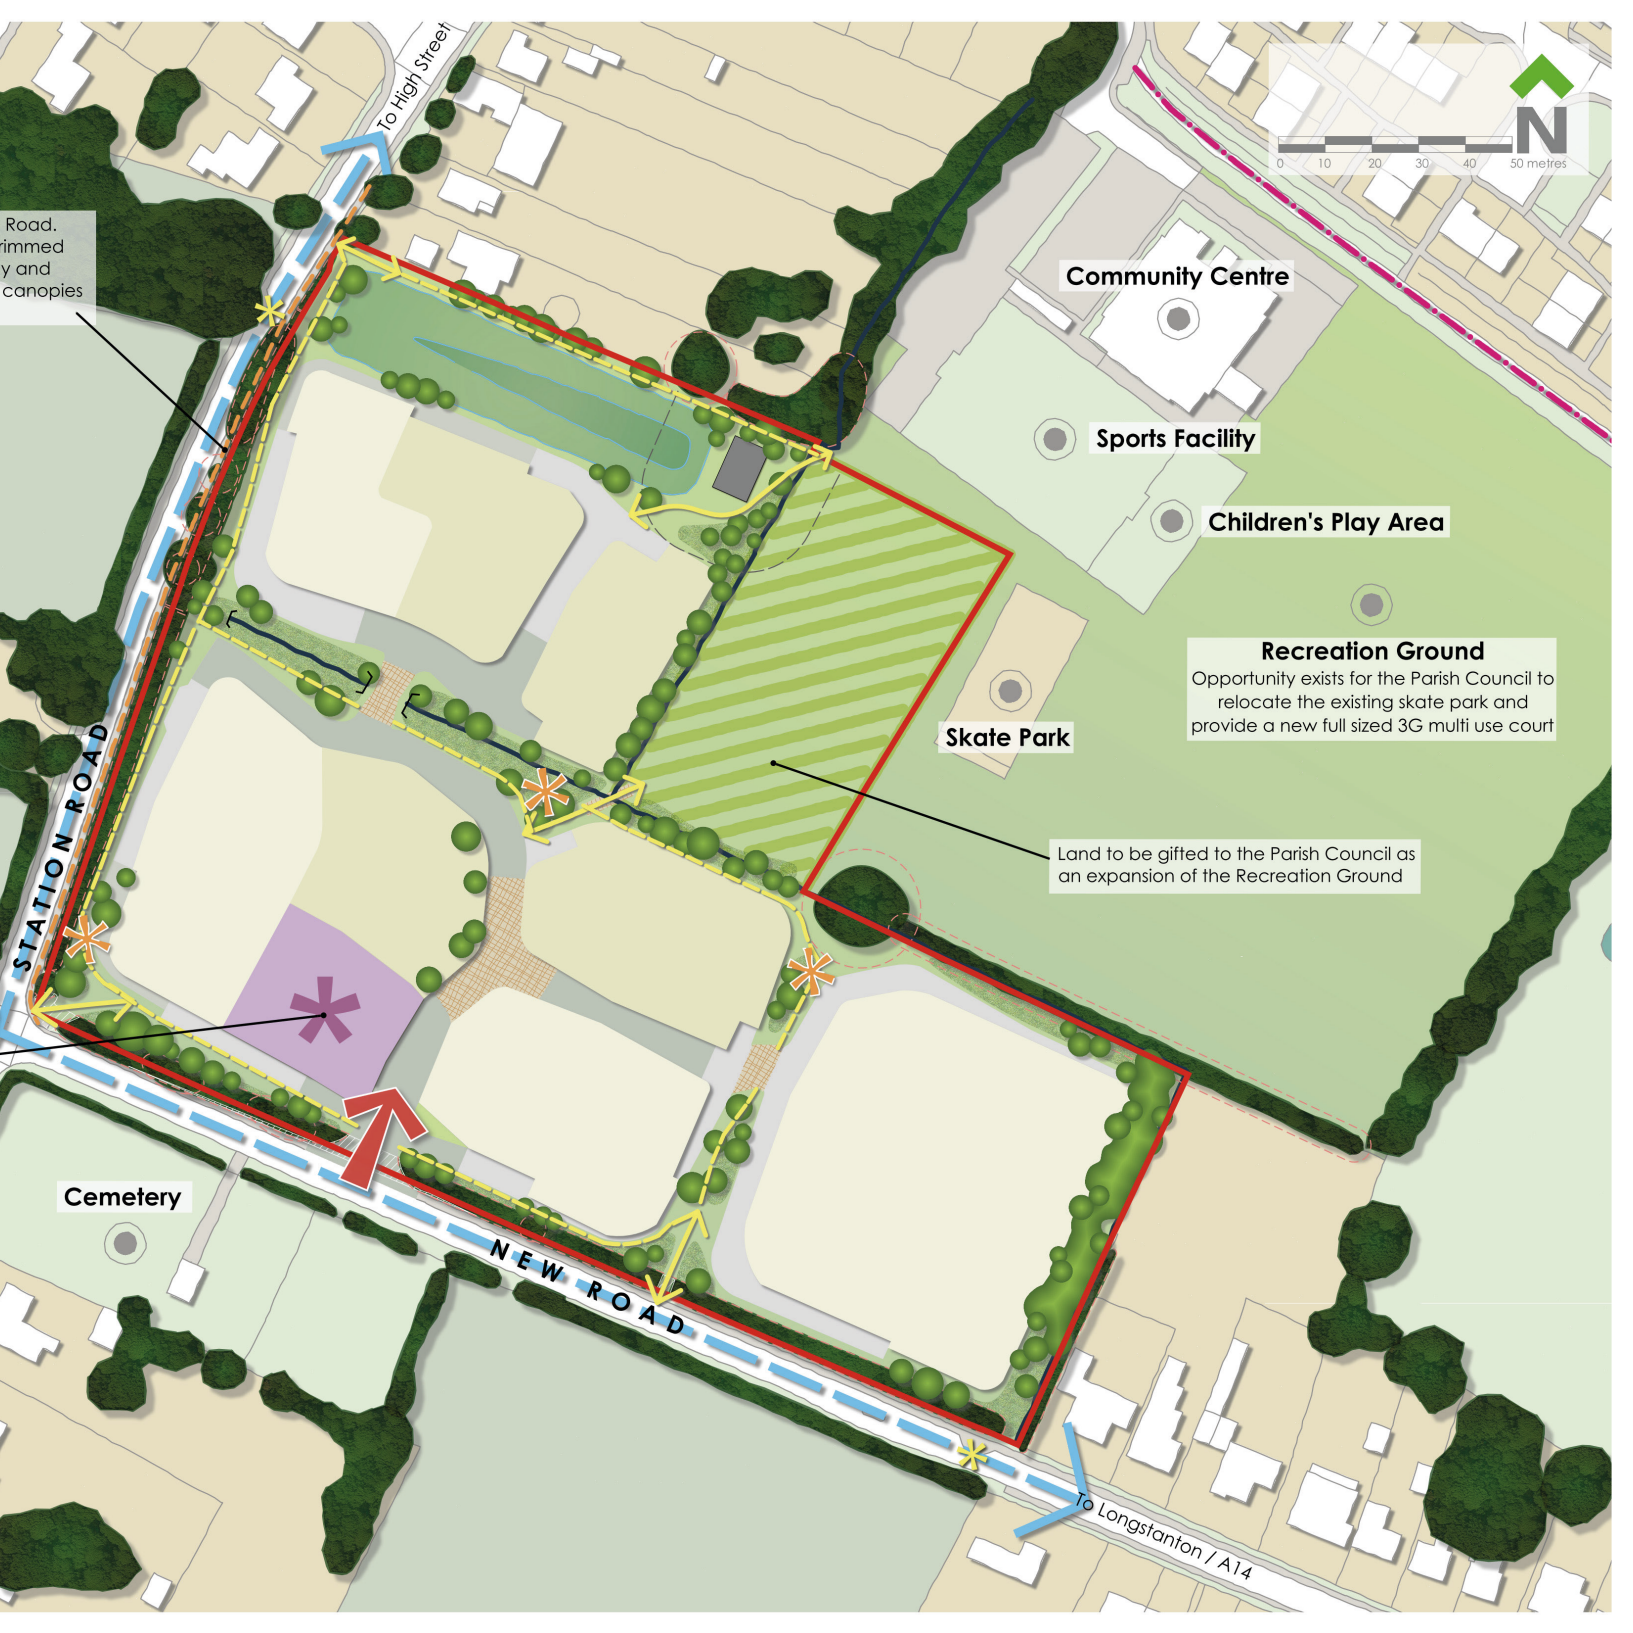 To High Street
N
0 10 20 30 40 50 metres
Road.
rimmed
y and
canopies
Community Centre
Sports Facility
Children's Play Area
Recreation Ground
Opportunity exists for the Parish Council to
relocate the existing skate park and
provide a new full sized 3G multi use court
Skate Park
Land to be gifted to the Parish Council as
an expansion of the Recreation Ground
STATION ROAD
Cemetery
NEW ROAD
To Longstanton / A14